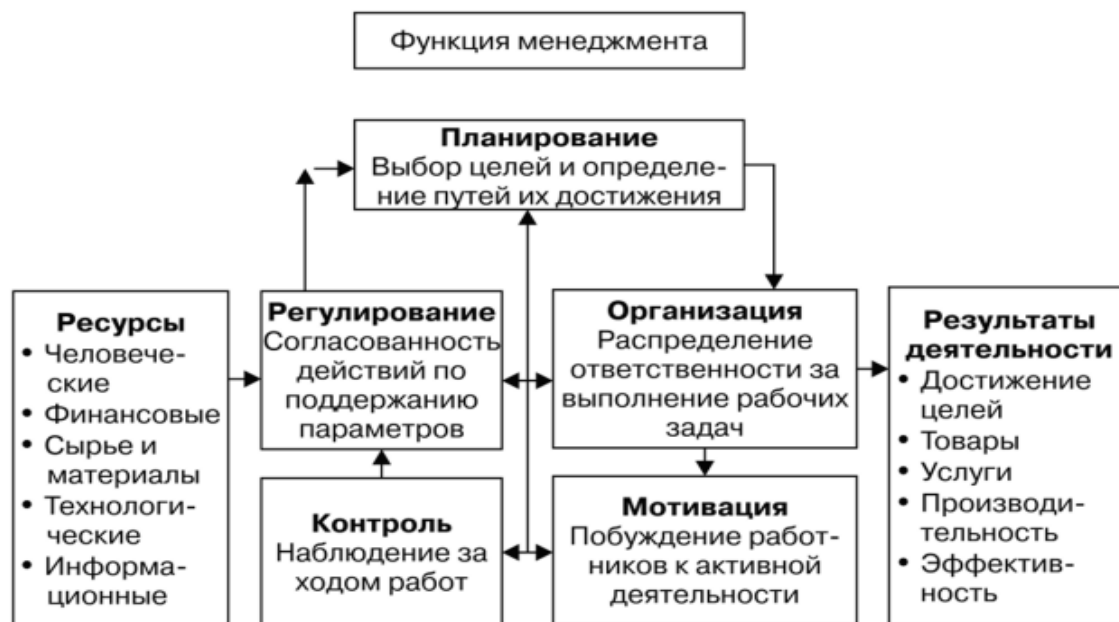 Функция менеджмента
Планирование
Выбор целей и определе-
ние путей их достижения
Ресурсы
• Человече-
ские
• Финансовые
• Сырье и
материалы
• Технологи-
ческие
• Информа-
ционные
Регулирование
Согласованность
действий по
поддержанию
параметров
Контроль
Наблюдение за
ходом работ
Организация
Распределение
ответственности за
выполнение рабочих
задач
Мотивация
Побуждение работ-
ников к активной
деятельности
Результаты
деятельности
• Достижение
целей
• Товары
• Услуги
• Производи-
тельность
• Эффектив-
ность